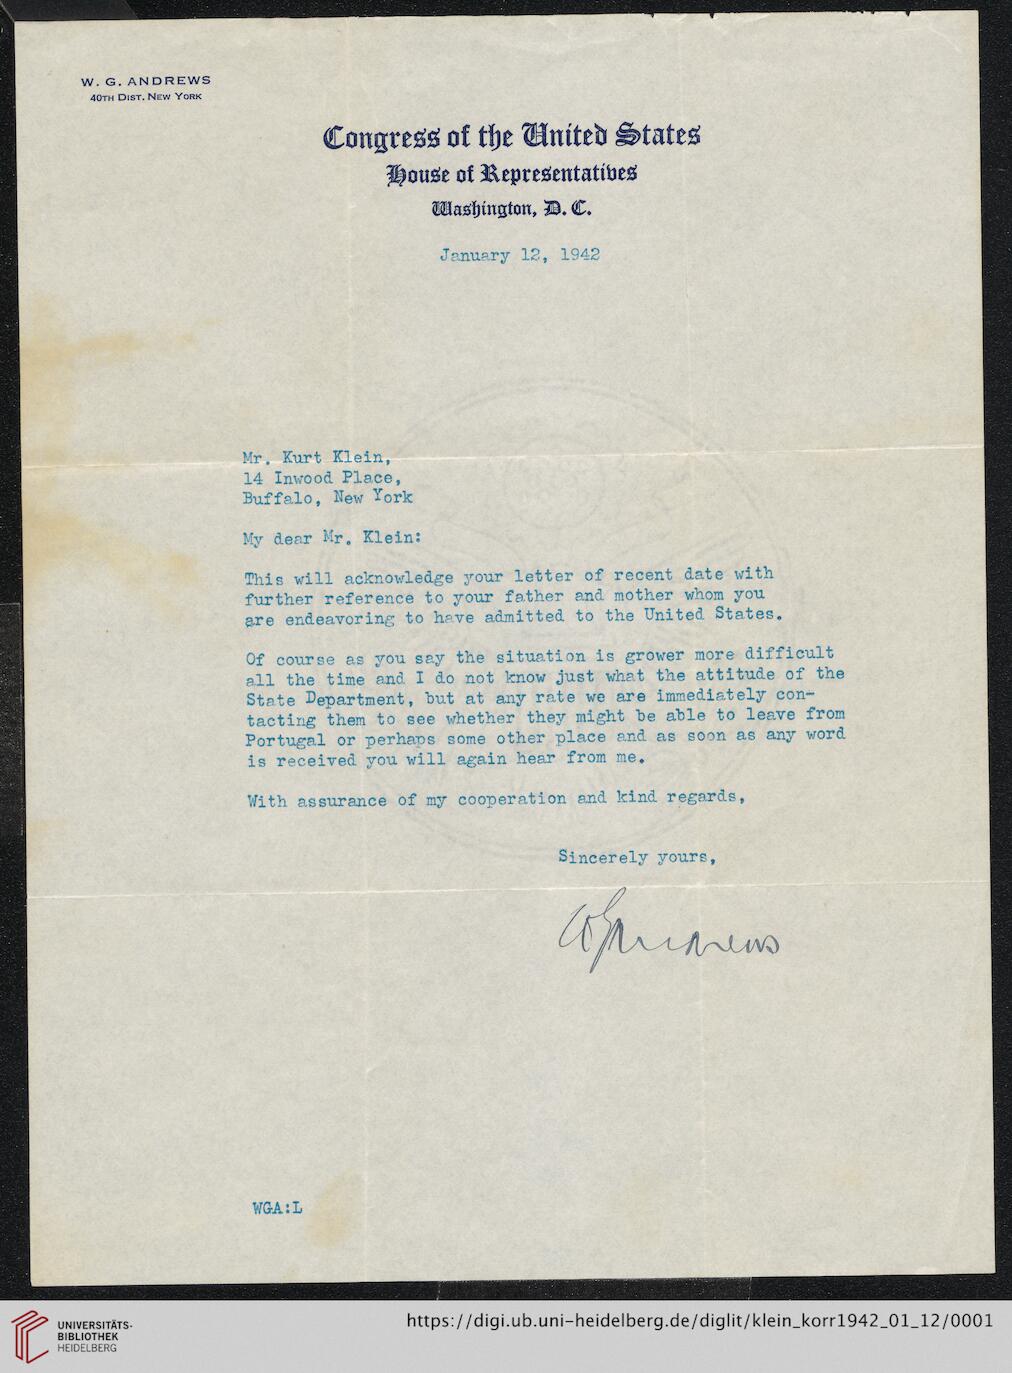 W. G. ANDREWS
40TH DIST. NEW YORK
Congress of the United States
House of Representatives
Washington, D. C.
January 12, 1942
Mr. Kurt Klein,
14 Inwood Place,
Buffalo, New York
My dear Mr. Klein:
This will acknowledge your letter of recent date with
further reference to your father and mother whom you
are endeavoring to have admitted to the United States.
Of course as you say the situation is grower more difficult
all the time and I do not know just what the attitude of the
State Department, but at any rate we are immediately con-
tacting them to see whether they might be able to leave from
Portugal or perhaps some other place and as soon as any word
is received you will again hear from me.
With assurance of my cooperation and kind regards,
Sincerely yours,
WGAndrews
WGA:L
UNIVERSITÄTS-
BIBLIOTHEK
HEIDELBERG
https://digi.ub.uni-heidelberg.de/diglit/klein_korr1942_01_12/0001